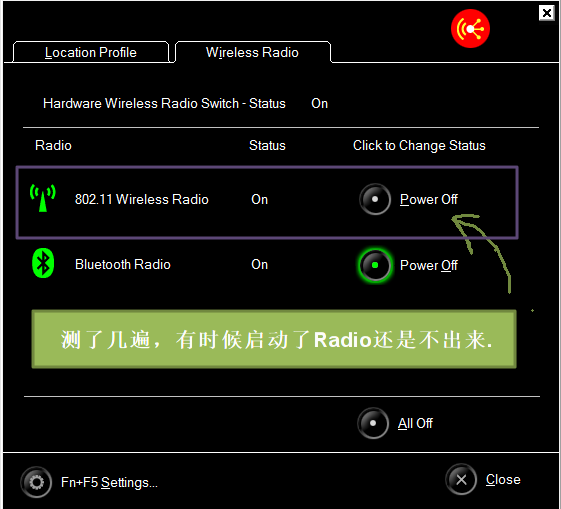 Location Profile
Wireless Radio
Hardware Wireless Radio Switch - Status On
Radio Status Click to Change Status
802.11 Wireless Radio On Power Off
Bluetooth Radio On Power Off
测了几遍，有时候启动了Radio还是不出来.
All Off
Fn+F5 Settings...
Close